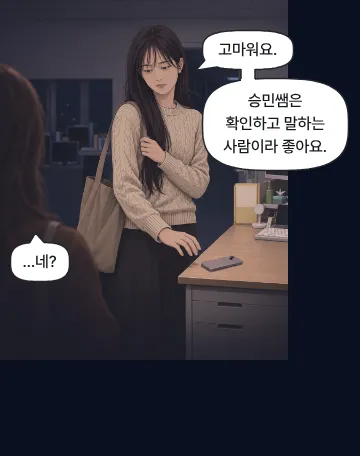 고마워요.
승민쌤은
확인하고 말하는
사람이라 좋아요.
...네?